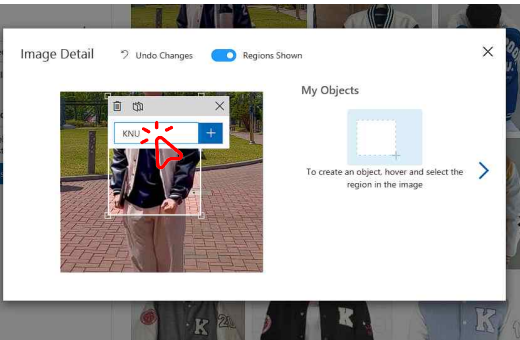 Image Detail
Undo Changes
Regions Shown
My Objects
KNU
To create an object, hover and select the
region in the image
K
K
K